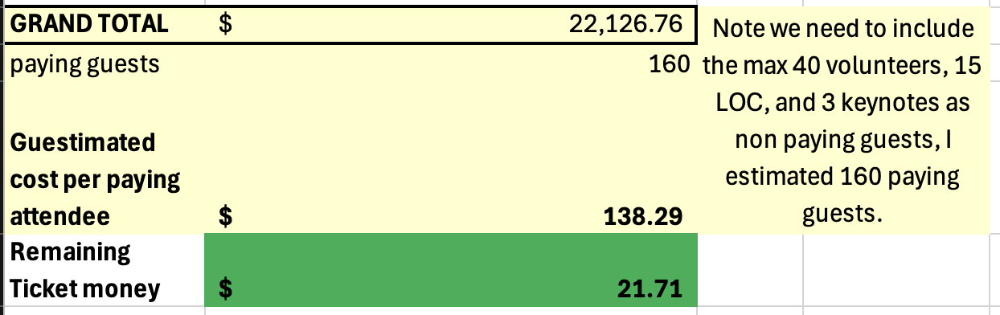 GRAND TOTAL $ 22,126.76
paying guests 160
Guestimated
cost per paying
attendee $ 138.29
Remaining
Ticket money $ 21.71
Note we need to include
the max 40 volunteers, 15
LOC, and 3 keynotes as
non paying guests, I
estimated 160 paying
guests.